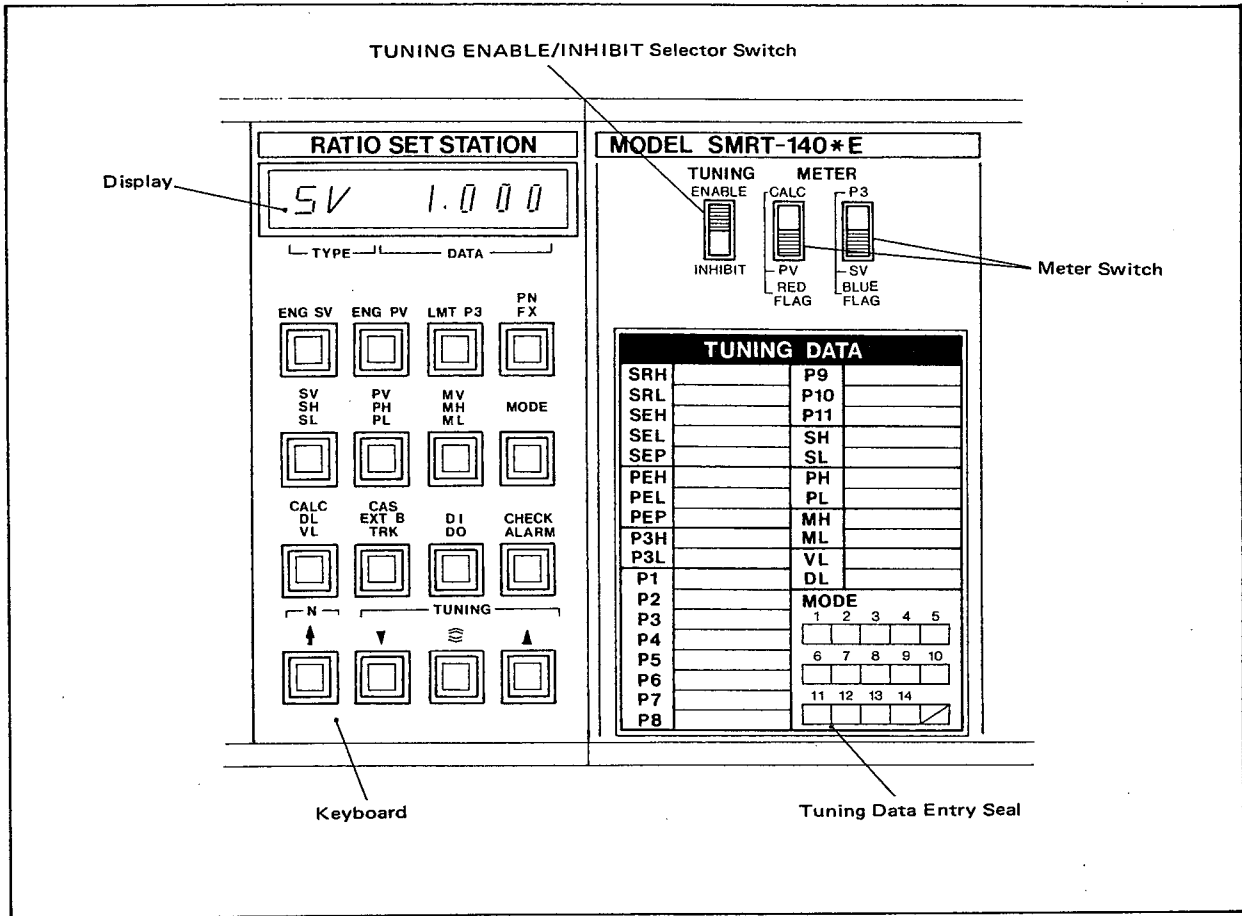 TUNING ENABLE/INHIBIT Selector Switch
RATIO SET STATION
MODEL SMRT-140*E
Display
SV 1.000
TYPE DATA
TUNING METER
ENABLE CALC P3
INHIBIT PV SV
RED FLAG BLUE FLAG
Meter Switch
ENG SV ENG PV LMT P3 PN FX
SV SH SL PV PH PL MV MH ML MODE
CALC DL VL CAS EXT B TRK DI DO CHECK ALARM
N TUNING
TUNING DATA
SRH P9
SRL P10
SEH P11
SEL SH
SEP SL
PEH PH
PEL PL
PEP MH
P3H ML
P3L VL
P1 DL
P2 MODE
P3 1 2 3 4 5
P4
P5 6 7 8 9 10
P6
P7 11 12 13 14
P8
Keyboard
Tuning Data Entry Seal